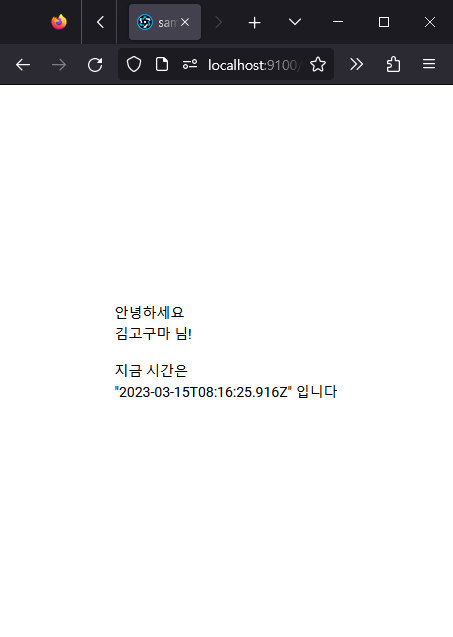 sam
localhost:9100/
안녕하세요
김고구마 님!
지금 시간은
"2023-03-15T08:16:25.916Z" 입니다